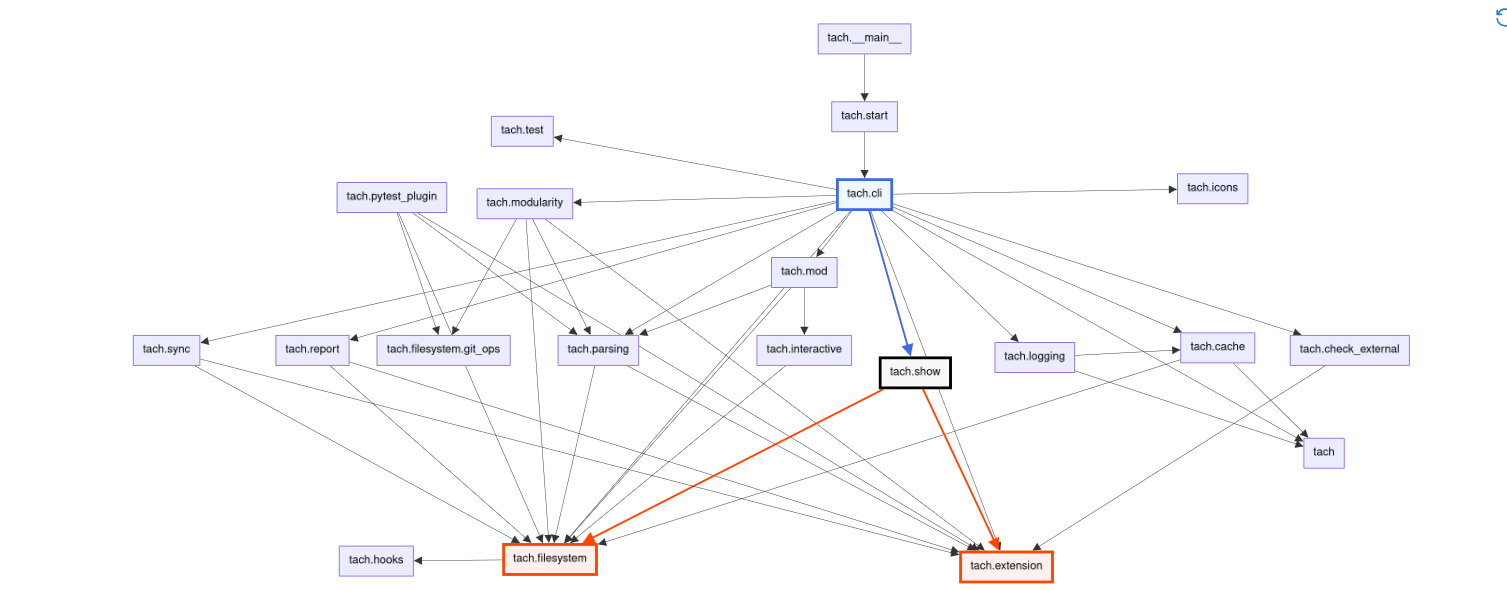 tach.__main__
tach.start
tach.test
tach.cli
tach.icons
tach.pytest_plugin
tach.modularity
tach.mod
tach.sync
tach.report
tach.filesystem.git_ops
tach.parsing
tach.interactive
tach.logging
tach.cache
tach.check_external
tach.show
tach
tach.hooks
tach.filesystem
tach.extension